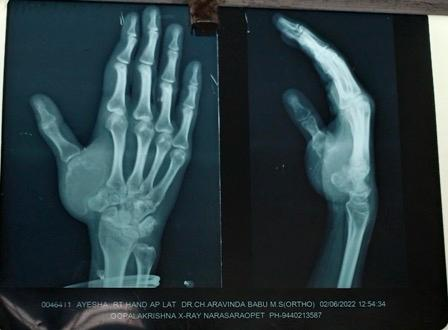 0046411 AYESHA RT HAND AP LAT DR.CH.ARAVINDA BABU M.S(ORTHO) 02/06/2022 12:54:34
GOPALAKRISHNA X-RAY NARASARAOPET PH-9440213587